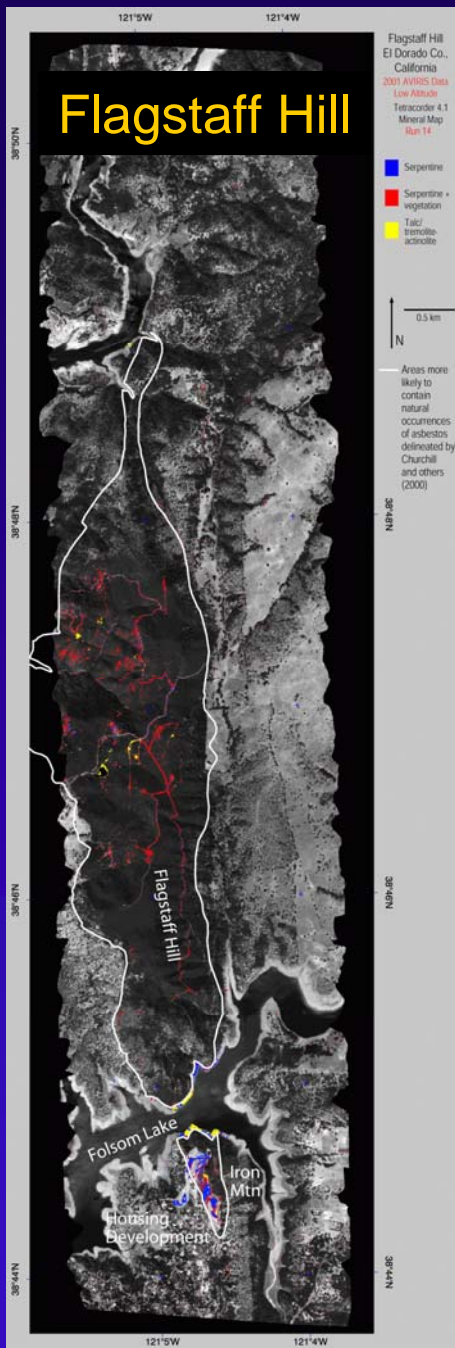 121°5'W
121°4'W
Flagstaff Hill
38°50'N
Flagstaff Hill
El Dorado Co.,
California
2001 AVIRIS Data
Low Altitude
Tetracorder 4.1
Mineral Map
Run 14
Serpentine
Serpentine +
vegetation
Talc/
tremolite-
actinolite
0.5 km
N
Areas more
likely to
contain
natural
occurrences
of asbestos
delineated by
Churchill
and others
(2000)
38°48'N
38°48'N
38°46'N
38°46'N
Flagstaff Hill
Folsom Lake
Iron
Mtn
Housing
Development
38°44'N
38°44'N
121°5'W
121°4'W